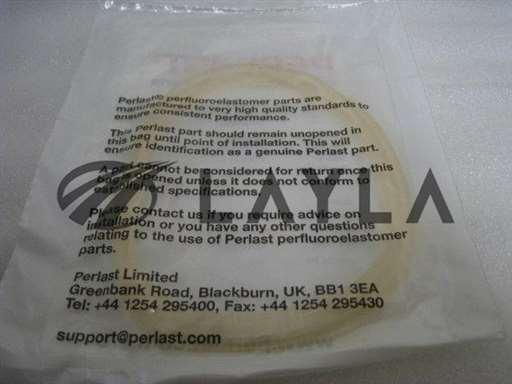 Perlast® perfluoroelastomer parts are
manufactured to very high quality standards to
ensure consistent performance.
This Perlast part should remain unopened in
this bag until point of installation. This will
ensure identification as a genuine Perlast part.
A part cannot be considered for return if this
bag is opened unless it does not conform to
established specifications.
LAYLA
Please contact us if you require advice on
installation or you have any other questions
relating to the use of Perlast perfluoroelastomer
parts.
Perlast Limited
Greenbank Road, Blackburn, UK, BB1 3EA
Tel: +44 1254 295400, Fax: +44 1254 295430
support@perlast.com